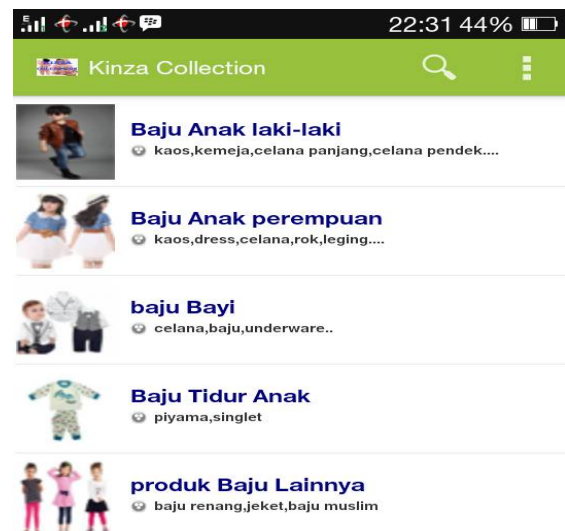 22:31 44%
Kinza Collection
Baju Anak laki-laki
kaos,kemeja,celana panjang,celana pendek....
Baju Anak perempuan
kaos,dress,celana,rok,leging....
baju Bayi
celana,baju,underware..
Baju Tidur Anak
piyama,singlet
produk Baju Lainnya
baju renang,jeket,baju muslim